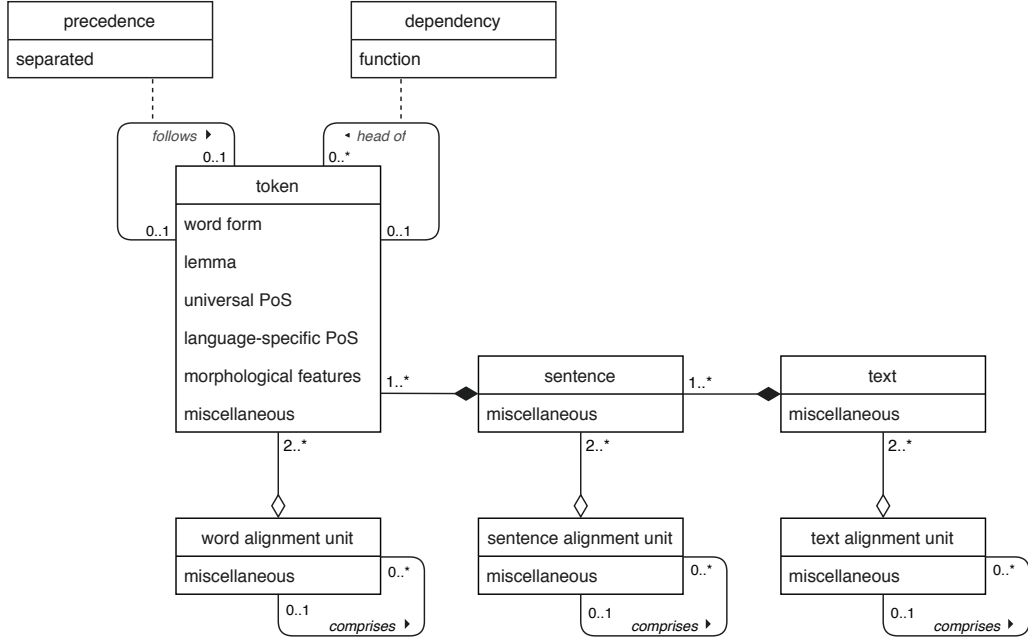 precedence
separated
dependency
function
follows
head of
0..1
0..*
0..1
0..1
token
word form
lemma
universal PoS
language-specific PoS
morphological features
miscellaneous
1..*
sentence
miscellaneous
1..*
text
miscellaneous
2..*
2..*
2..*
word alignment unit
miscellaneous
0..*
0..1
comprises
sentence alignment unit
miscellaneous
0..*
0..1
comprises
text alignment unit
miscellaneous
0..*
0..1
comprises